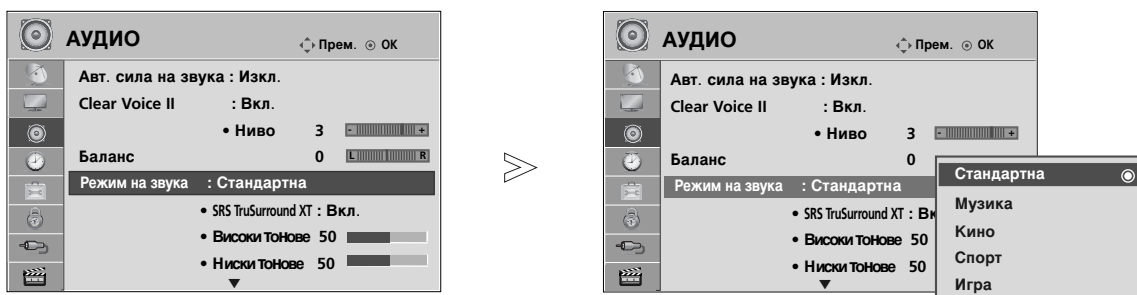 АУДИО
Прем. OK
Авт. сила на звука : Изкл.
Clear Voice II : Вкл.
• Ниво 3 - +
Баланс 0 L R
Режим на звука : Стандартна
• SRS TruSurround XT : Вкл.
• Високи тоНове 50
• Ниски тоНове 50
АУДИО
Прем. OK
Авт. сила на звука : Изкл.
Clear Voice II : Вкл.
• Ниво 3 - +
Баланс 0
Режим на звука : Стандартна
• SRS TruSurround XT : Вк
• Високи тоНове 50
• Ниски тоНове 50
Стандартна
Музика
Кино
Спорт
Игра